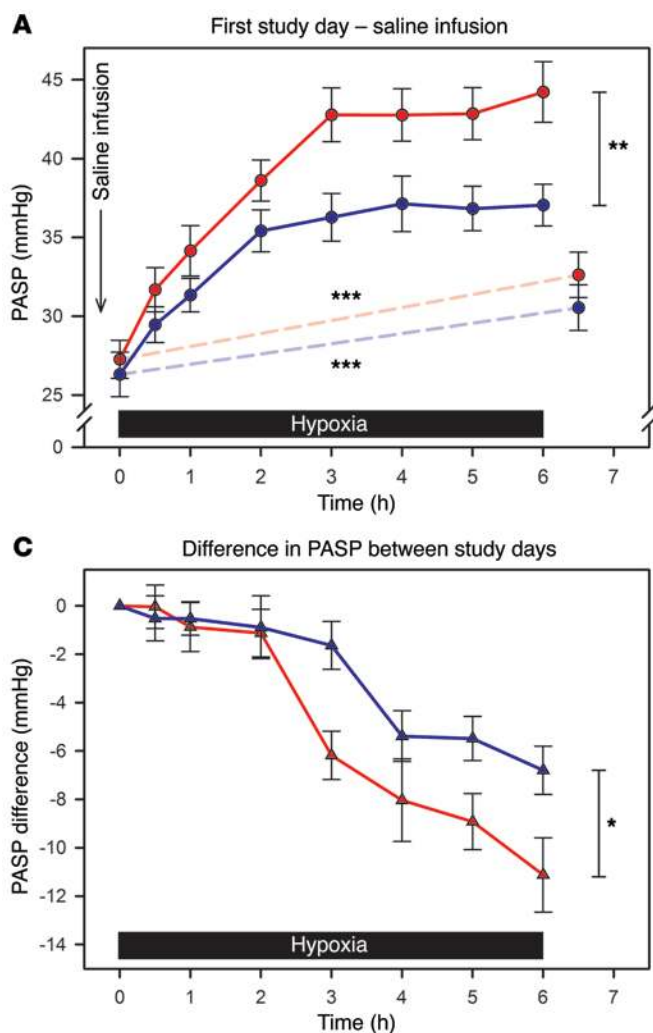 A
First study day – saline infusion
PASP (mmHg)
45
40
35
30
25
0
Saline infusion
**
***
***
Hypoxia
0 1 2 3 4 5 6 7
Time (h)
C
Difference in PASP between study days
PASP difference (mmHg)
0
-2
-4
-6
-8
-10
-12
-14
*
Hypoxia
0 1 2 3 4 5 6 7
Time (h)